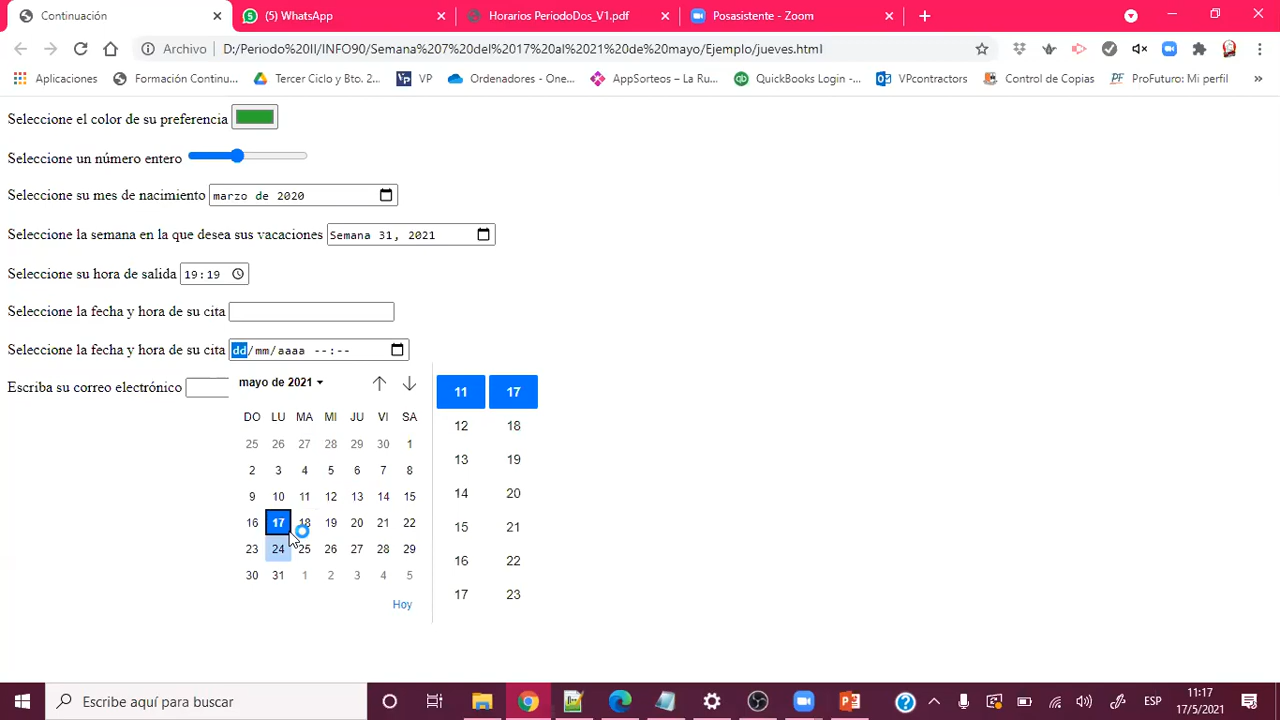 Continuación
(5) WhatsApp
Horarios PeriodoDos_V1.pdf
Posasistente - Zoom
Archivo
D:/Periodo%20II/INFO90/Semana%207%20del%2017%20al%2021%20de%20mayo/Ejemplo/jueves.html
Aplicaciones
Formación Continu...
Tercer Ciclo y Bto. 2...
VP
Ordenadores - One...
AppSorteos – La Ru...
QuickBooks Login -...
VPcontractors
Control de Copias
ProFuturo: Mi perfil
»
Seleccione el color de su preferencia
Seleccione un número entero
Seleccione su mes de nacimiento marzo de 2020
Seleccione la semana en la que desea sus vacaciones Semana 31, 2021
Seleccione su hora de salida 19:19
Seleccione la fecha y hora de su cita
Seleccione la fecha y hora de su cita dd/mm/aaaa --:--
Escriba su correo electrónico
mayo de 2021
DO LU MA MI JU VI SA
25 26 27 28 29 30 1
2 3 4 5 6 7 8
9 10 11 12 13 14 15
16 17 18 19 20 21 22
23 24 25 26 27 28 29
30 31 1 2 3 4 5
Hoy
11 17
12 18
13 19
14 20
15 21
16 22
17 23
Escribe aquí para buscar
ESP
11:17
17/5/2021